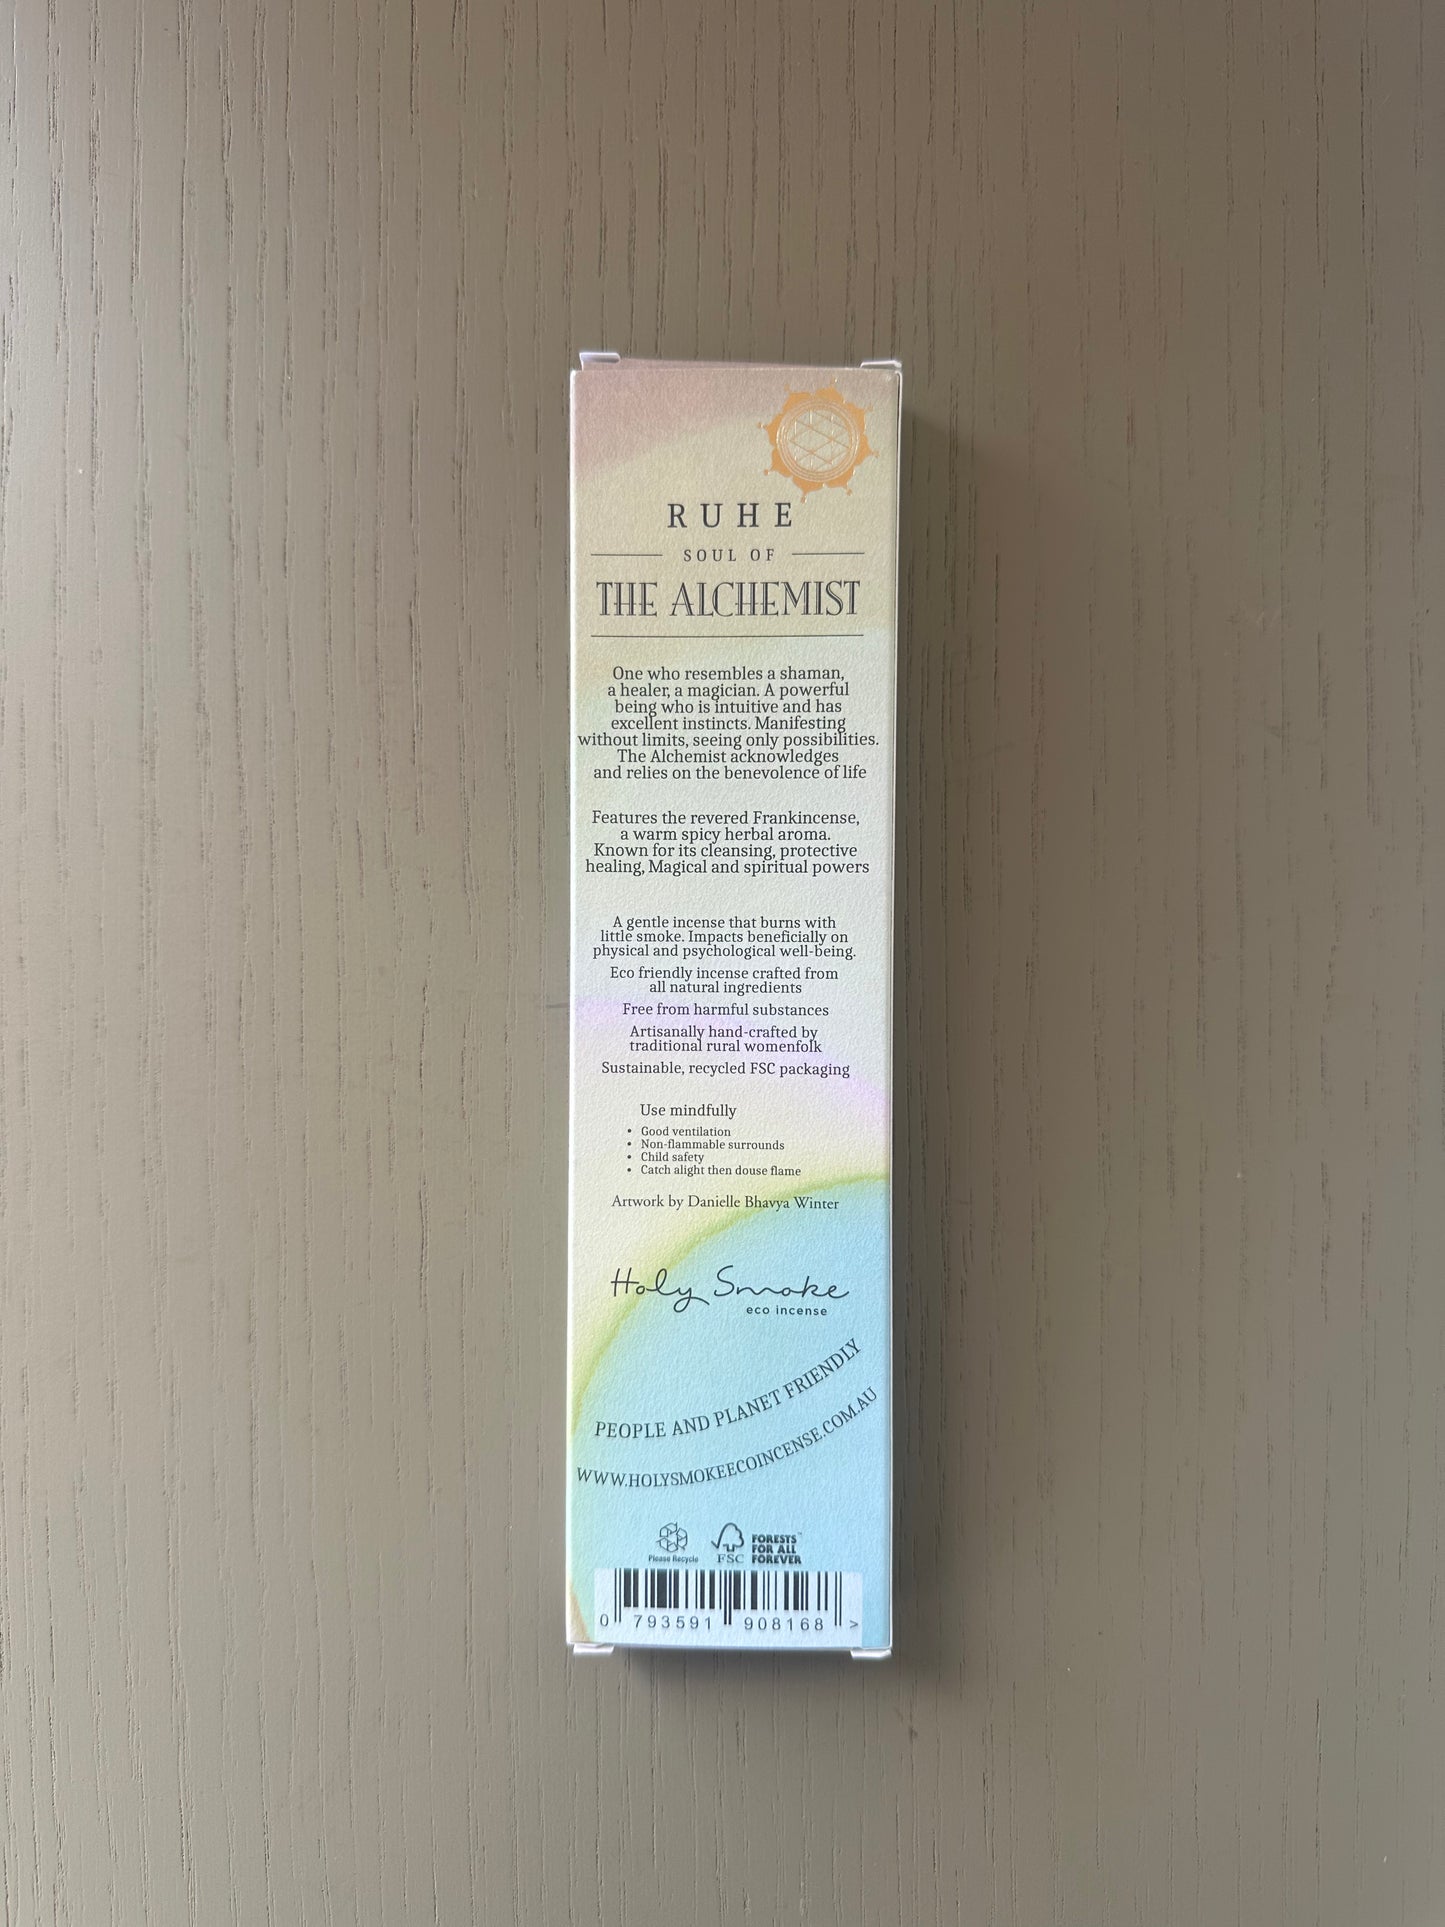 RUHE
SOUL OF
THE ALCHEMIST
One who resembles a shaman,
a healer, a magician. A powerful
being who is intuitive and has
excellent instincts. Manifesting
without limits, seeing only possibilities.
The Alchemist acknowledges
and relies on the benevolence of life
Features the revered Frankincense,
a warm spicy herbal aroma.
Known for its cleansing, protective
healing, Magical and spiritual powers
A gentle incense that burns with
little smoke. Impacts beneficially on
physical and psychological well-being.
Eco friendly incense crafted from
all natural ingredients
Free from harmful substances
Artisanally hand-crafted by
traditional rural womenfolk
Sustainable, recycled FSC packaging
Use mindfully
• Good ventilation
• Non-flammable surrounds
• Child safety
• Catch alight then douse flame
Artwork by Danielle Bhavya Winter
Holy Smoke
eco incense
PEOPLE AND PLANET FRIENDLY
WWW.HOLYSMOKEECOINCENSE.COM.AU
Please Recycle
FSC
FORESTS™
FOR ALL
FOREVER
0 793591 908168 >